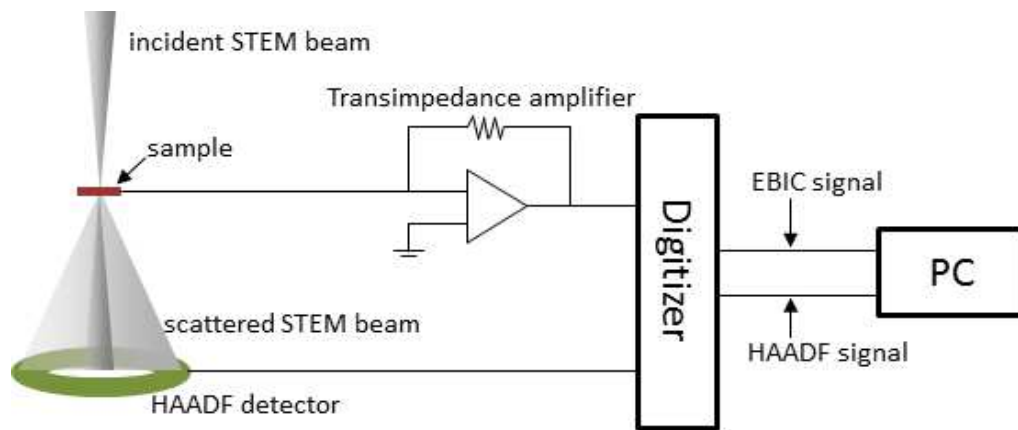 incident STEM beam
Transimpedance amplifier
sample
EBIC signal
Digitizer
PC
scattered STEM beam
HAADF signal
HAADF detector